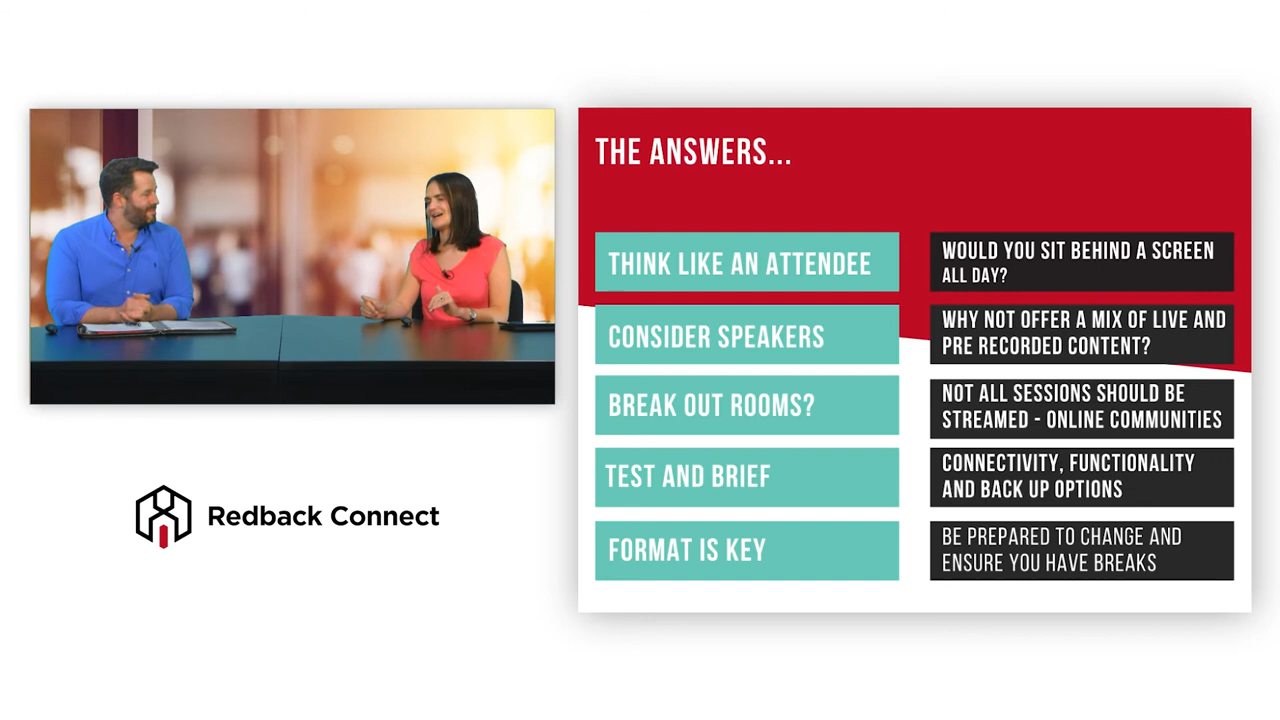 THE ANSWERS...
THINK LIKE AN ATTENDEE
WOULD YOU SIT BEHIND A SCREEN
ALL DAY?
CONSIDER SPEAKERS
WHY NOT OFFER A MIX OF LIVE AND
PRE RECORDED CONTENT?
BREAK OUT ROOMS?
NOT ALL SESSIONS SHOULD BE
STREAMED - ONLINE COMMUNITIES
TEST AND BRIEF
CONNECTIVITY, FUNCTIONALITY
AND BACK UP OPTIONS
FORMAT IS KEY
BE PREPARED TO CHANGE AND
ENSURE YOU HAVE BREAKS
Redback Connect